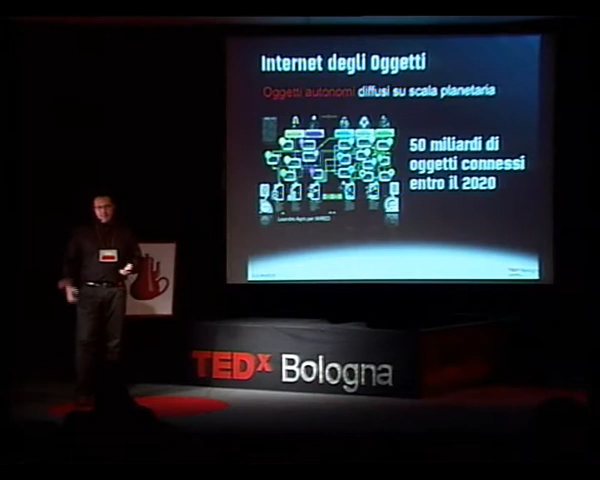 Internet degli Oggetti
Oggetti autonomi diffusi su scala planetaria
50 miliardi di
oggetti connessi
entro il 2020
TEDx Bologna